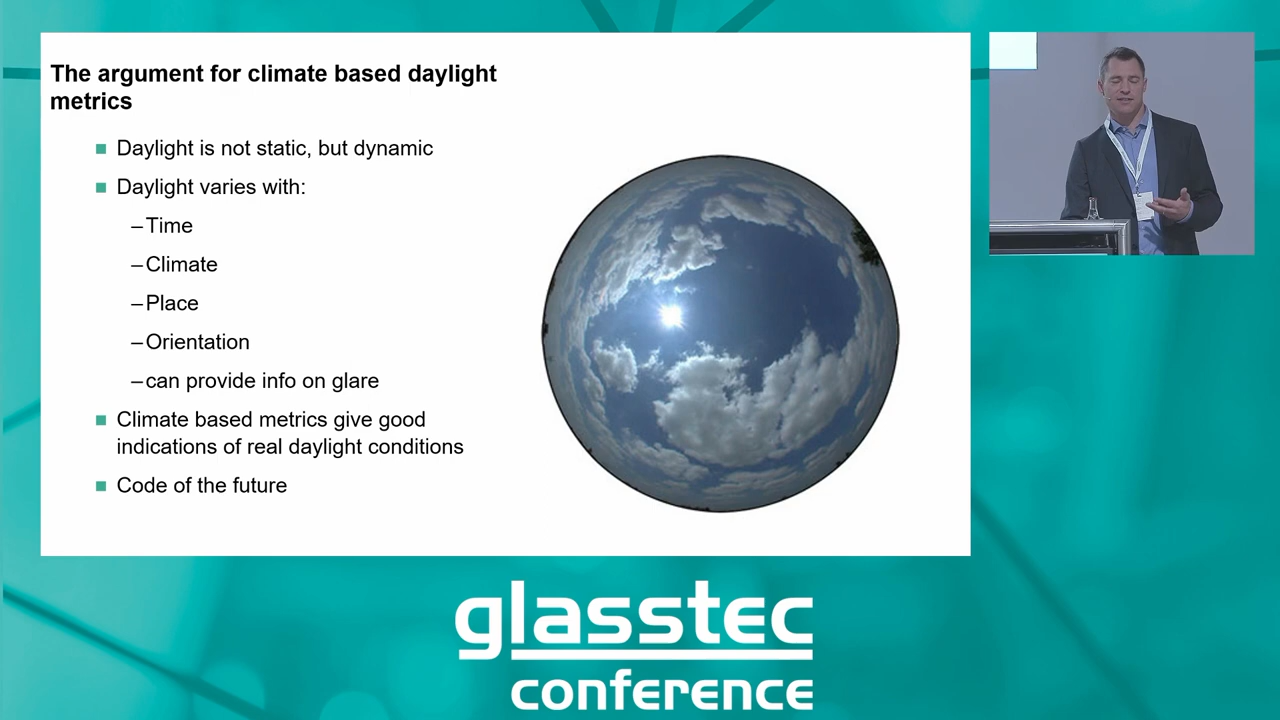 The argument for climate based daylight
metrics
Daylight is not static, but dynamic
Daylight varies with:
–Time
–Climate
–Place
–Orientation
–can provide info on glare
Climate based metrics give good
indications of real daylight conditions
Code of the future
glasstec
conference